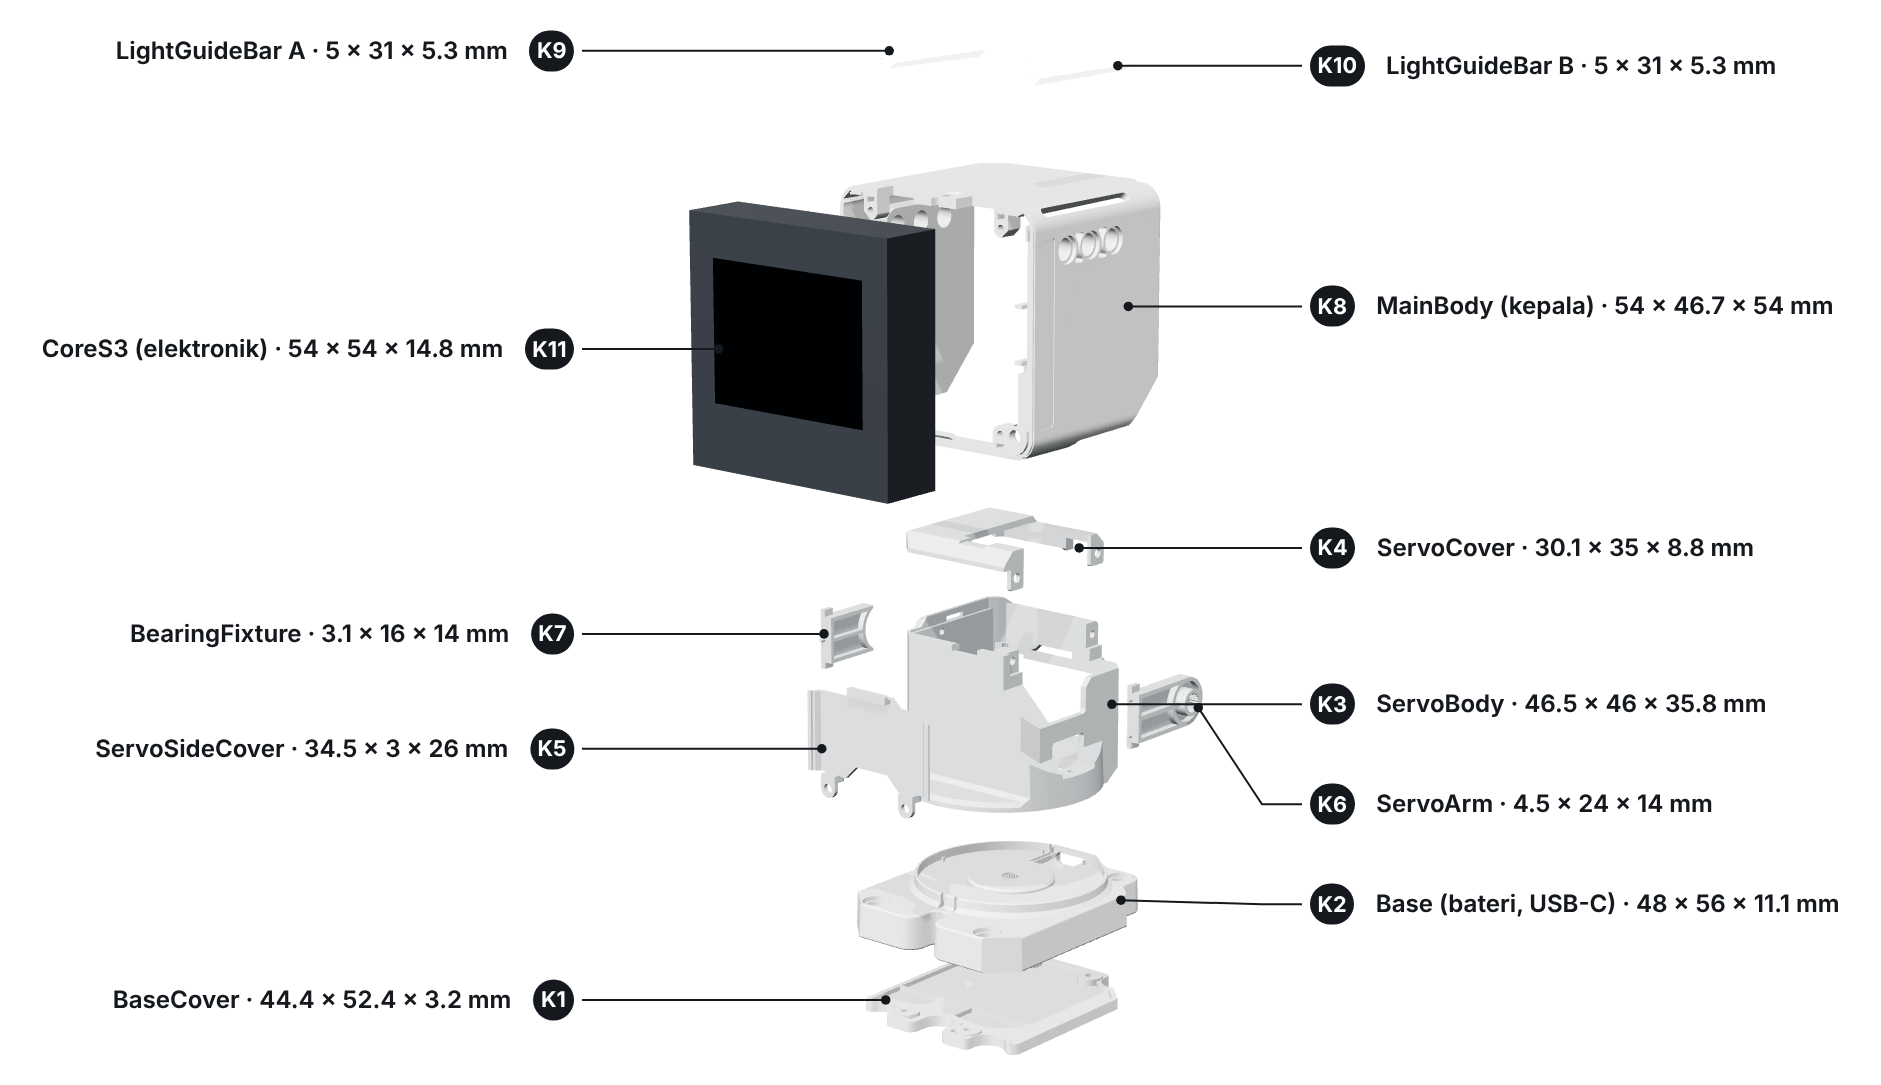 LightGuideBar A · 5 × 31 × 5.3 mm K9
K10 LightGuideBar B · 5 × 31 × 5.3 mm
K8 MainBody (kepala) · 54 × 46.7 × 54 mm
CoreS3 (elektronik) · 54 × 54 × 14.8 mm K11
K4 ServoCover · 30.1 × 35 × 8.8 mm
BearingFixture · 3.1 × 16 × 14 mm K7
K3 ServoBody · 46.5 × 46 × 35.8 mm
ServoSideCover · 34.5 × 3 × 26 mm K5
K6 ServoArm · 4.5 × 24 × 14 mm
K2 Base (bateri, USB-C) · 48 × 56 × 11.1 mm
BaseCover · 44.4 × 52.4 × 3.2 mm K1